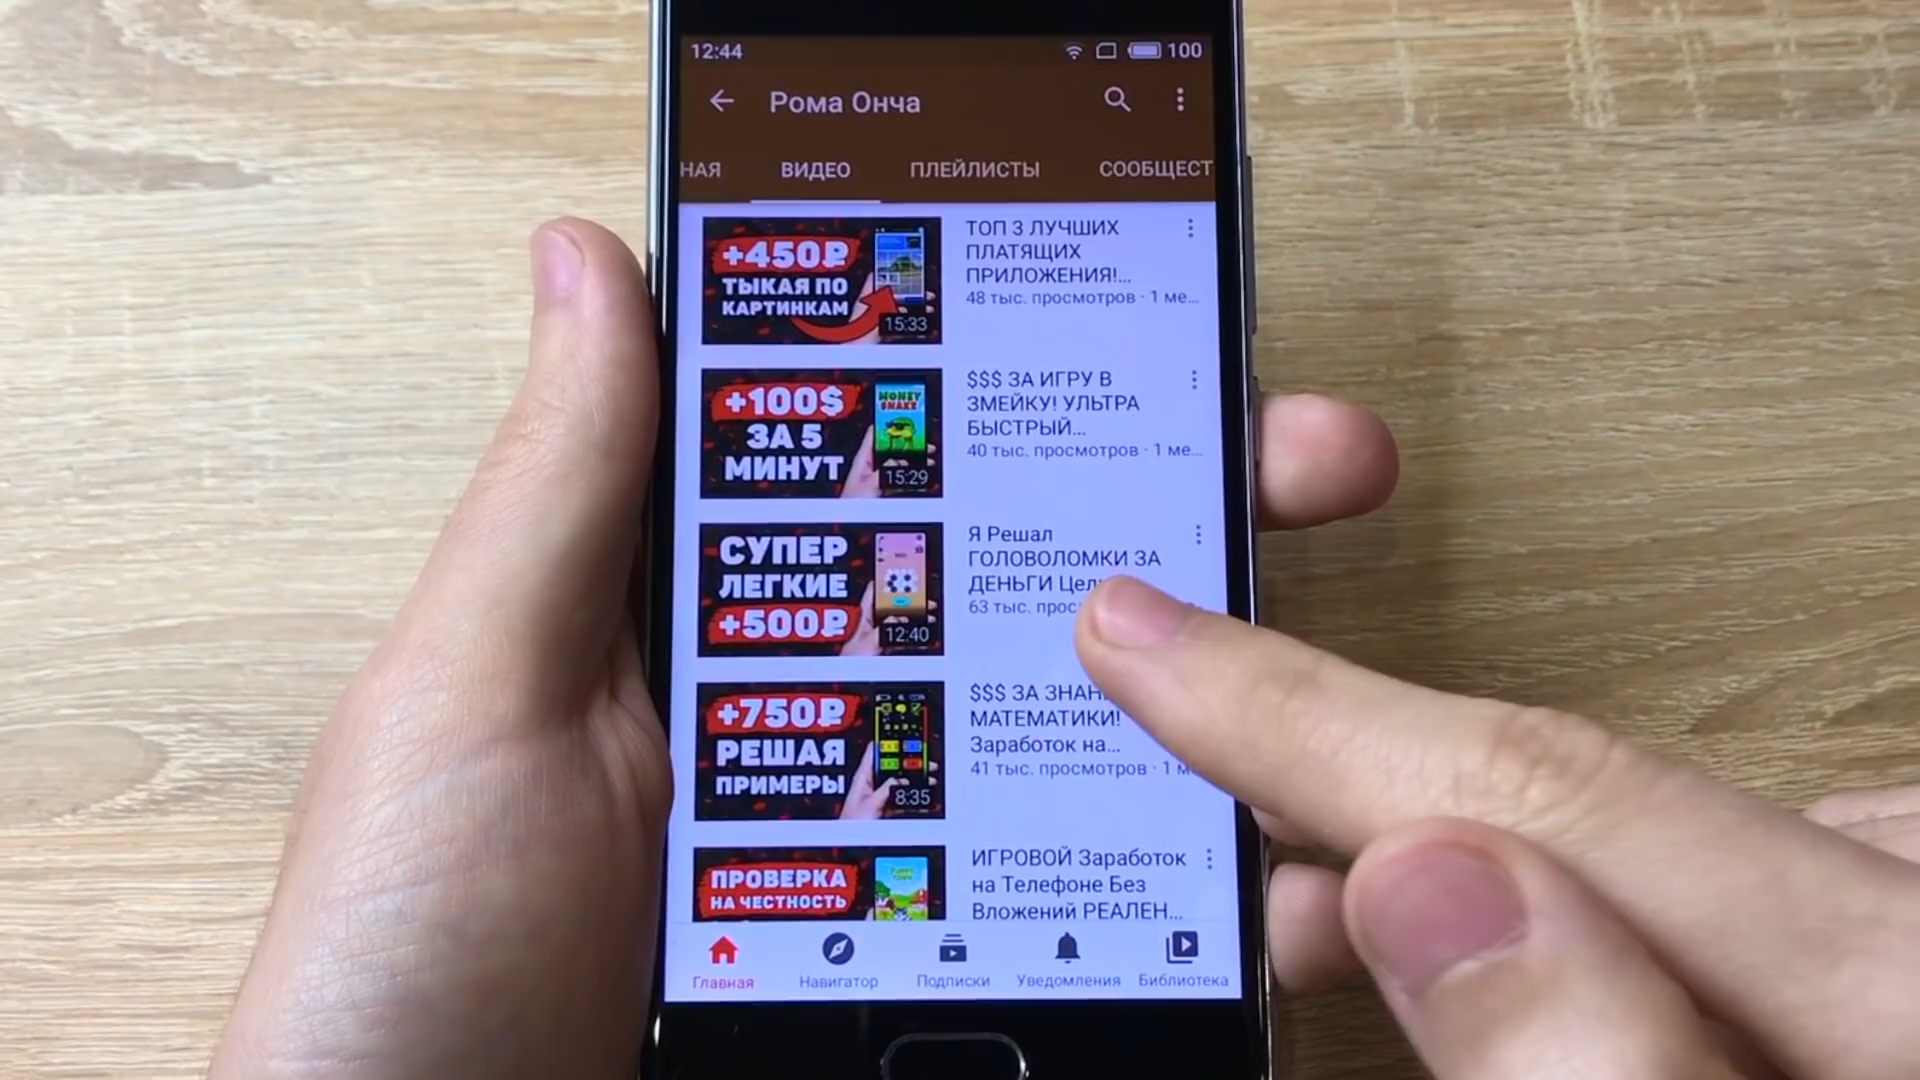 12:44
100
Рома Онча
НАЯ
ВИДЕО
ПЛЕЙЛИСТЫ
СООБЩЕСТ
+450₽
ТЫКАЯ ПО
КАРТИНКАМ
15:33
ТОП 3 ЛУЧШИХ
ПЛАТЯЩИХ
ПРИЛОЖЕНИЯ!...
48 тыс. просмотров · 1 ме...
+100$
ЗА 5
МИНУТ
MONEY
SNAKE
15:29
$$$ ЗА ИГРУ В
ЗМЕЙКУ! УЛЬТРА
БЫСТРЫЙ...
40 тыс. просмотров · 1 ме...
СУПЕР
ЛЕГКИЕ
+500₽
12:40
Я Решал
ГОЛОВОЛОМКИ ЗА
ДЕНЬГИ
63 тыс.
+750₽
РЕШАЯ
ПРИМЕРЫ
8:35
$$$ ЗА
МАТЕМАТИКИ!
Заработок на...
41 тыс. просмотров · 1
ПРОВЕРКА
НА ЧЕСТНОСТЬ
ИГРОВОЙ Заработок
на Телефоне Без
Вложений РЕАЛЕН...
Главная
Навигатор
Подписки
Уведомления
Библиотека